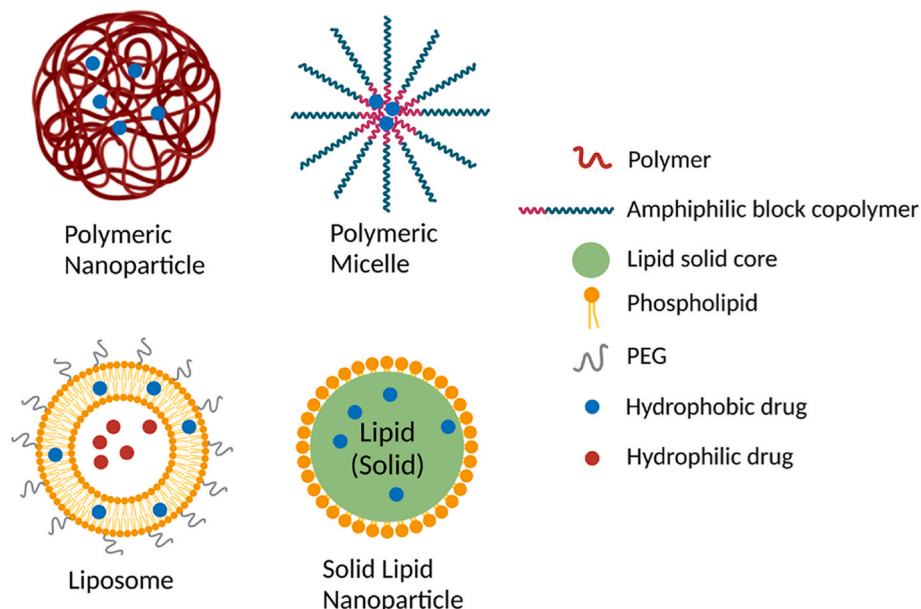 Polymeric
Nanoparticle
Polymeric
Micelle
Liposome
Lipid
(Solid)
Solid Lipid
Nanoparticle
Polymer
Amphiphilic block copolymer
Lipid solid core
Phospholipid
PEG
Hydrophobic drug
Hydrophilic drug